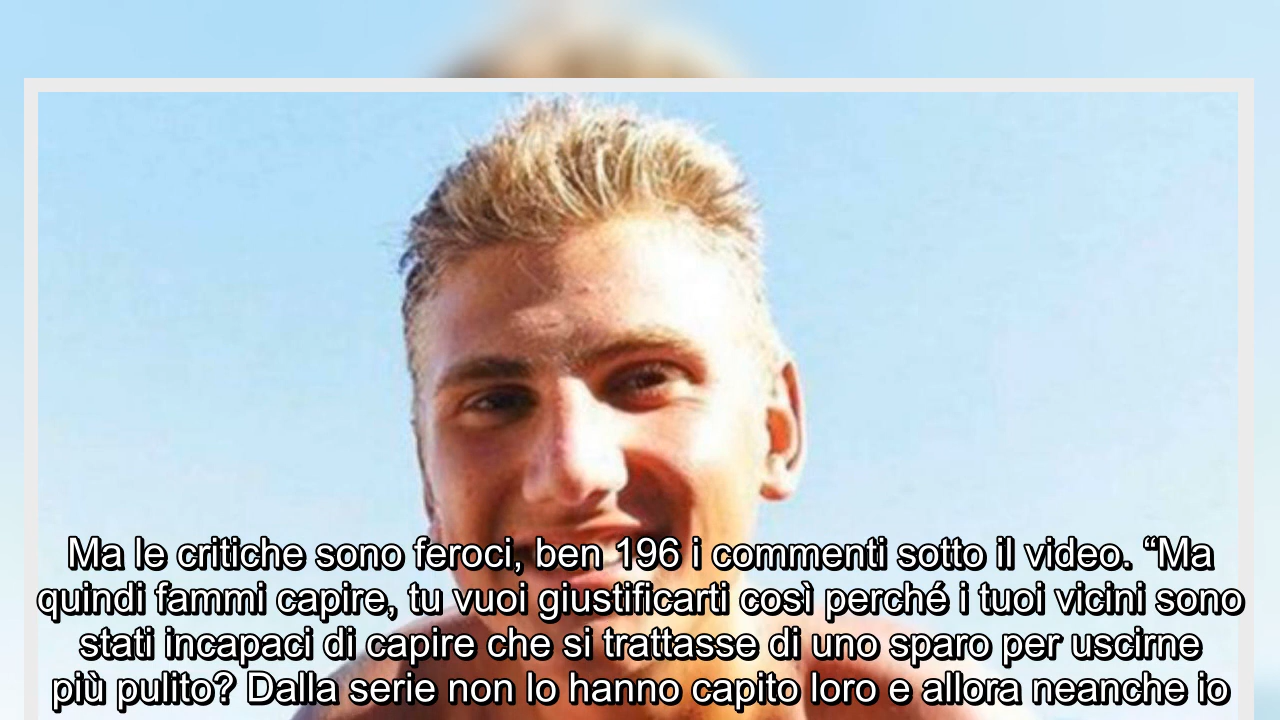 Ma le critiche sono feroci, ben 196 i commenti sotto il video. “Ma
quindi fammi capire, tu vuoi giustificarti così perché i tuoi vicini sono
stati incapaci di capire che si trattasse di uno sparo per uscirne
più pulito? Dalla serie non lo hanno capito loro e allora neanche io